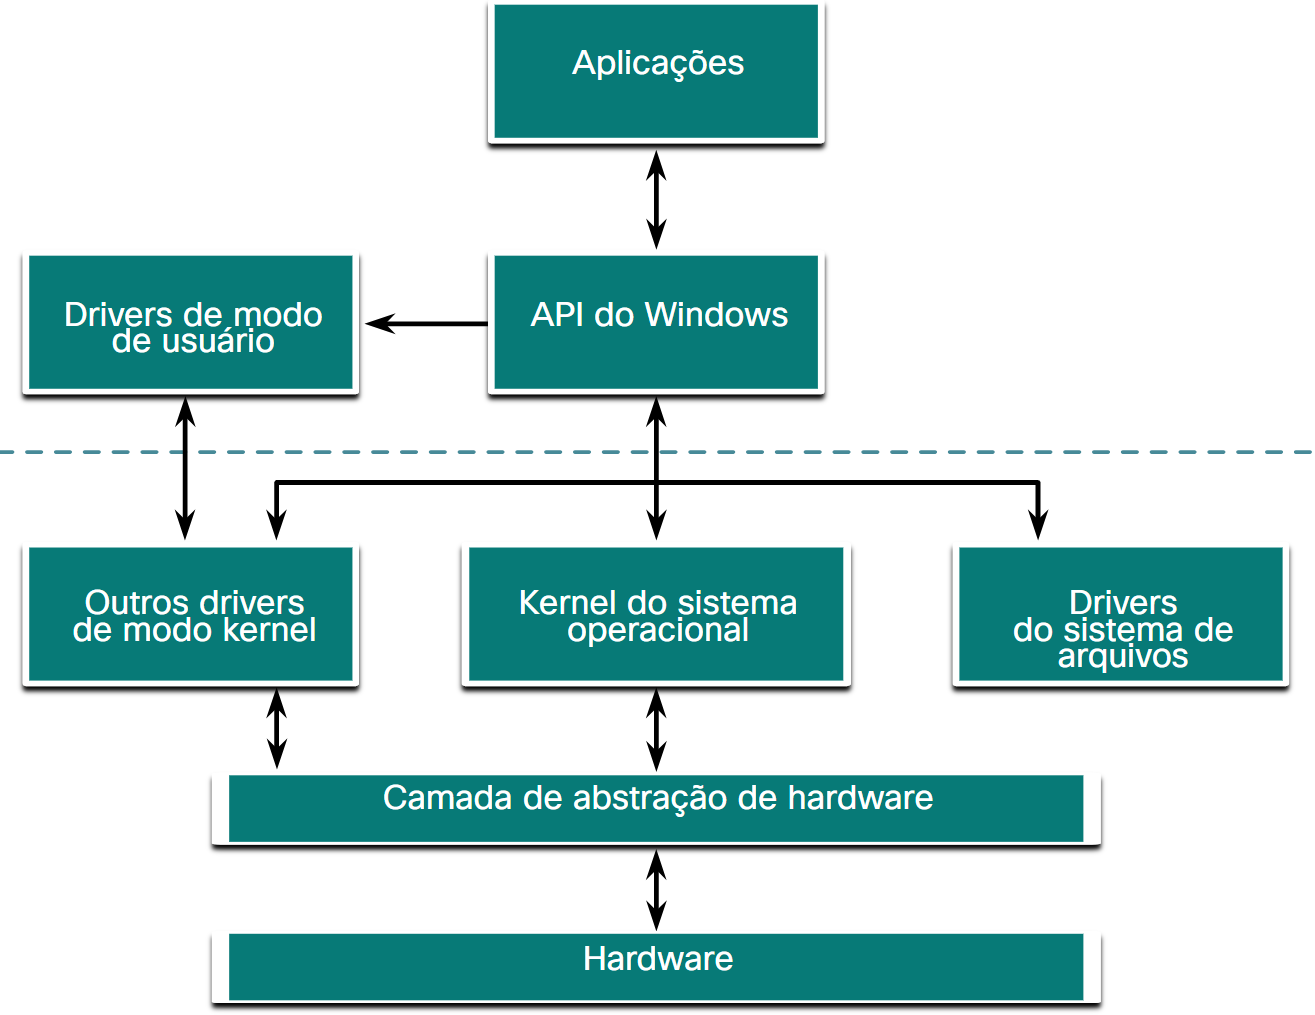 Aplicações
Drivers de modo
de usuário
API do Windows
Outros drivers
de modo kernel
Kernel do sistema
operacional
Drivers
do sistema de
arquivos
Camada de abstração de hardware
Hardware